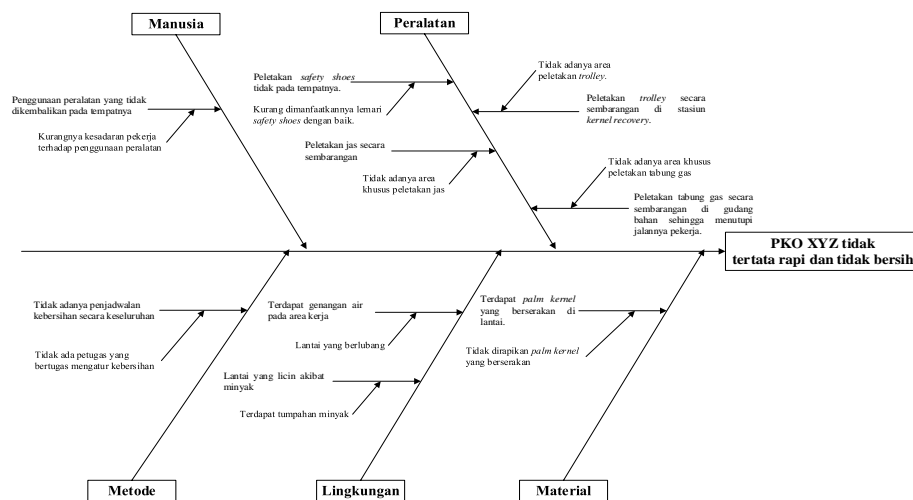 Manusia
Peralatan
Penggunaan peralatan yang tidak
dikembalikan pada tempatnya
Kurangnya kesadaran pekerja
terhadap penggunaan peralatan
Peletakan safety shoes
tidak pada tempatnya.
Kurang dimanfaatkannya lemari
safety shoes dengan baik.
Tidak adanya area
peletakan trolley.
Peletakan trolley secara
sembarangan di stasiun
kernel recovery.
Peletakan jas secara
sembarangan
Tidak adanya area
khusus peletakan jas
Tidak adanya area khusus
peletakan tabung gas
Peletakan tabung gas secara
sembarangan di gudang
bahan sehingga menutupi
jalannya pekerja.
PKO XYZ tidak
tertata rapi dan tidak bersih
Tidak adanya penjadwalan
kebersihan secara keseluruhan
Tidak ada petugas yang
bertugas mengatur kebersihan
Terdapat genangan air
pada area kerja
Lantai yang berlubang
Lantai yang licin akibat
minyak
Terdapat tumpahan minyak
Terdapat palm kernel
yang berserakan di
lantai.
Tidak dirapikan palm kernel
yang berserakan
Metode
Lingkungan
Material